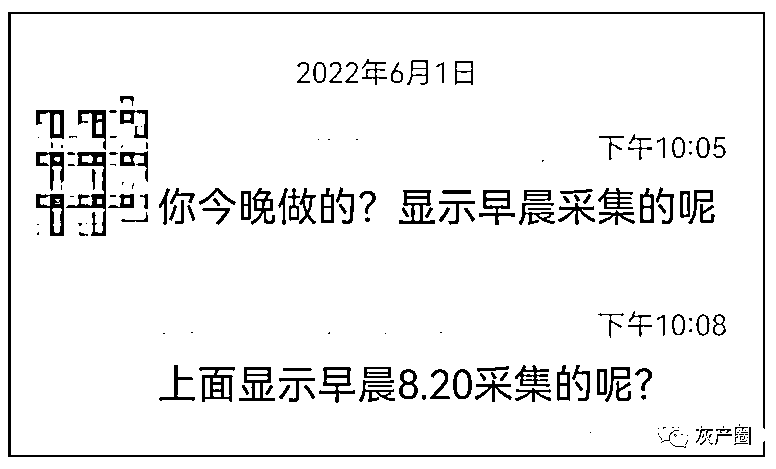 2022年6月1日
下午10:05
你今晚做的？显示早晨采集的呢
下午10:08
上面显示早晨8.20采集的呢？
灰产圈